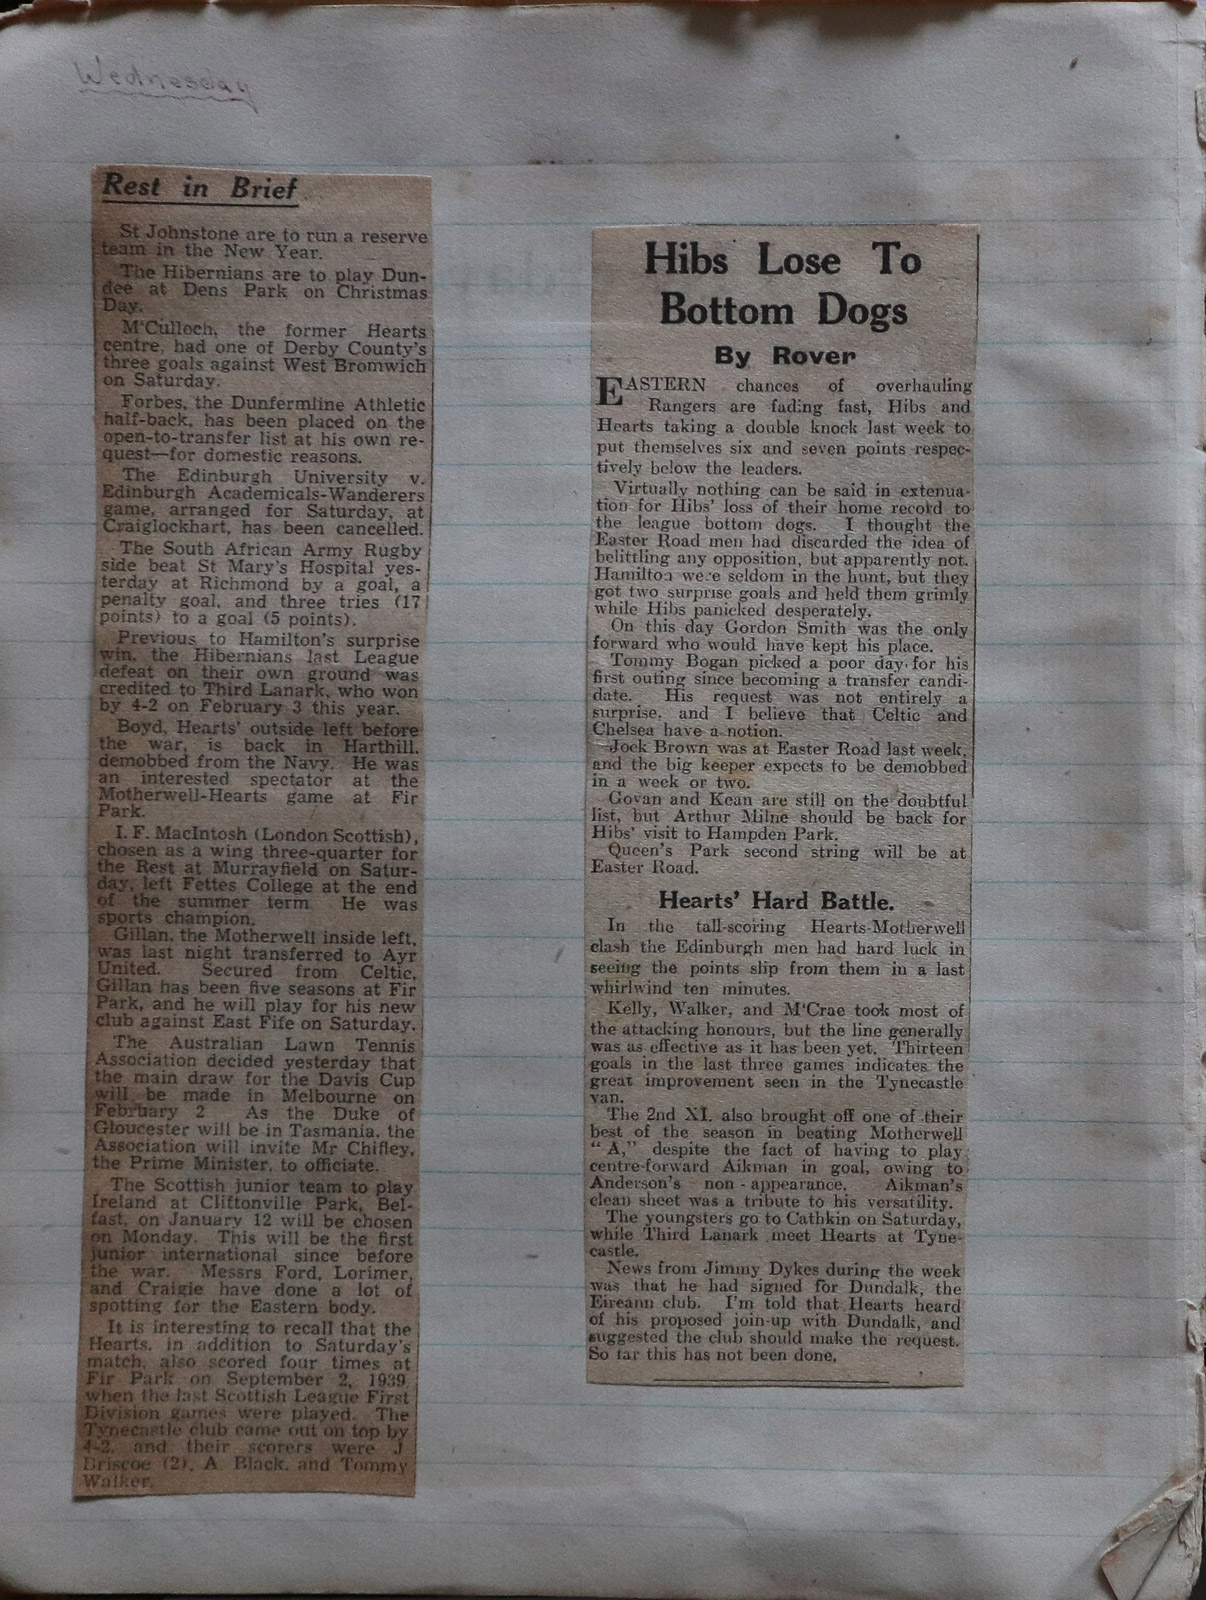 Wednesday
Rest in Brief
St Johnstone are to run a reserve
team in the New Year.
The Hibernians are to play Dun-
dee at Dens Park on Christmas
Day.
M'Culloch, the former Hearts
centre, had one of Derby County's
three goals against West Bromwich
on Saturday.
Forbes, the Dunfermline Athletic
half-back, has been placed on the
open-to-transfer list at his own re-
quest—for domestic reasons.
The Edinburgh University v.
Edinburgh Academicals-Wanderers
game, arranged for Saturday, at
Craiglockhart, has been cancelled.
The South African Army Rugby
side beat St Mary's Hospital yes-
terday at Richmond by a goal, a
penalty goal, and three tries (17
points) to a goal (5 points).
Previous to Hamilton's surprise
win, the Hibernians last League
defeat on their own ground was
credited to Third Lanark, who won
by 4-2 on February 3 this year.
Boyd, Hearts' outside left before
the war, is back in Harthill,
demobbed from the Navy. He was
an interested spectator at the
Motherwell-Hearts game at Fir
Park.
I. F. MacIntosh (London Scottish),
chosen as a wing three-quarter for
the Rest at Murrayfield on Satur-
day, left Fettes College at the end
of the summer term. He was
sports champion.
Gillan, the Motherwell inside left,
was last night transferred to Ayr
United. Secured from Celtic,
Gillan has been five seasons at Fir
Park, and he will play for his new
club against East Fife on Saturday.
The Australian Lawn Tennis
Association decided yesterday that
the main draw for the Davis Cup
will be made in Melbourne on
February 2 As the Duke of
Gloucester will be in Tasmania, the
Association will invite Mr Chifley,
the Prime Minister, to officiate.
The Scottish junior team to play
Ireland at Cliftonville Park, Bel-
fast, on January 12 will be chosen
on Monday. This will be the first
junior international since before
the war. Messrs Ford, Lorimer,
and Craigie have done a lot of
spotting for the Eastern body.
It is interesting to recall that the
Hearts, in addition to Saturday's
match, also scored four times at
Fir Park on September 2, 1939
when the last Scottish League First
Division games were played. The
Tynecastle club came out on top by
4-2, and their scorers were J
Briscoe (2), A Black, and Tommy
Walker.
Hibs Lose To
Bottom Dogs
By Rover
EASTERN chances of overhauling
Rangers are fading fast, Hibs and
Hearts taking a double knock last week to
put themselves six and seven points respec-
tively below the leaders.
Virtually nothing can be said in extenua-
tion for Hibs' loss of their home record to
the league bottom dogs. I thought the
Easter Road men had discarded the idea of
belittling any opposition, but apparently not.
Hamilton were seldom in the hunt, but they
got two surprise goals and held them grimly
while Hibs panicked desperately.
On this day Gordon Smith was the only
forward who would have kept his place.
Tommy Bogan picked a poor day for his
first outing since becoming a transfer candi-
date. His request was not entirely a
surprise, and I believe that Celtic and
Chelsea have a notion.
Jock Brown was at Easter Road last week,
and the big keeper expects to be demobbed
in a week or two.
Govan and Kean are still on the doubtful
list, but Arthur Milne should be back for
Hibs' visit to Hampden Park.
Queen's Park second string will be at
Easter Road.
Hearts' Hard Battle.
In the tall-scoring Hearts-Motherwell
clash the Edinburgh men had hard luck in
seeing the points slip from them in a last
whirlwind ten minutes.
Kelly, Walker, and M'Crae took most of
the attacking honours, but the line generally
was as effective as it has been yet. Thirteen
goals in the last three games indicates the
great improvement seen in the Tynecastle
van.
The 2nd XI. also brought off one of their
best of the season in beating Motherwell
"A," despite the fact of having to play
centre-forward Aikman in goal, owing to
Anderson's non-appearance. Aikman's
clean sheet was a tribute to his versatility.
The youngsters go to Cathkin on Saturday,
while Third Lanark meet Hearts at Tyne-
castle.
News from Jimmy Dykes during the week
was that he had signed for Dundalk, the
Eireann club. I'm told that Hearts heard
of his proposed join-up with Dundalk, and
suggested the club should make the request.
So far this has not been done.